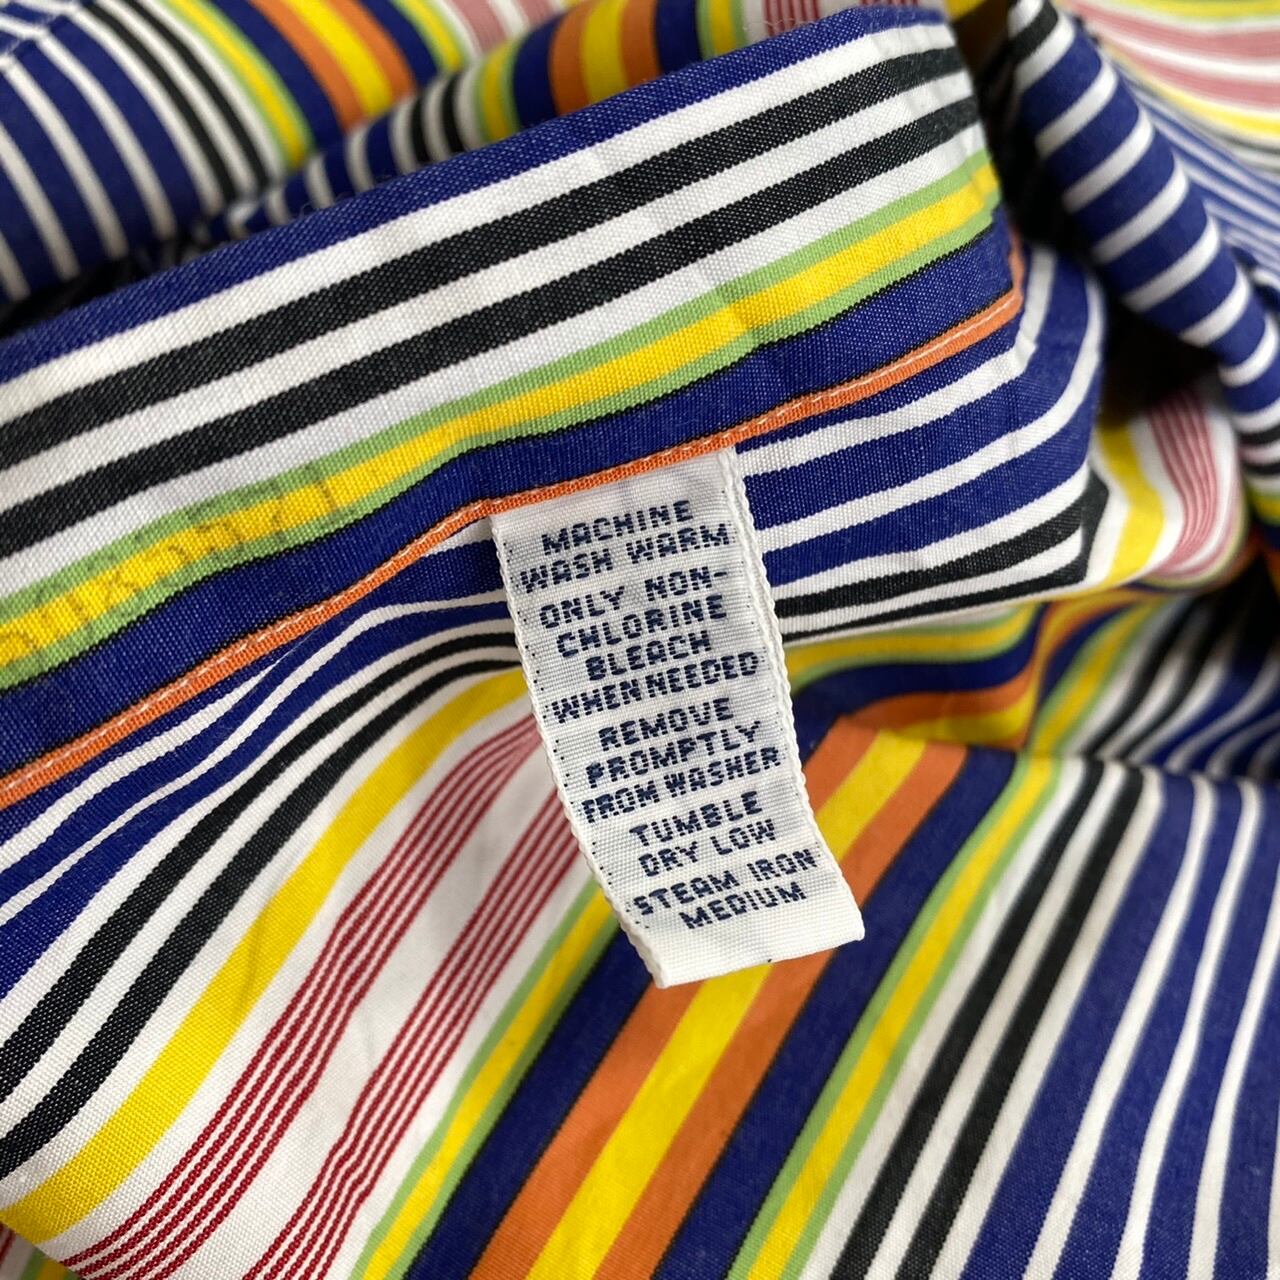 MACHINE
WASH WARM
ONLY NON-
CHLORINE
BLEACH
WHEN NEEDED
REMOVE
PROMPTLY
FROM WASHER
TUMBLE
DRY LOW
STEAM IRON
MEDIUM